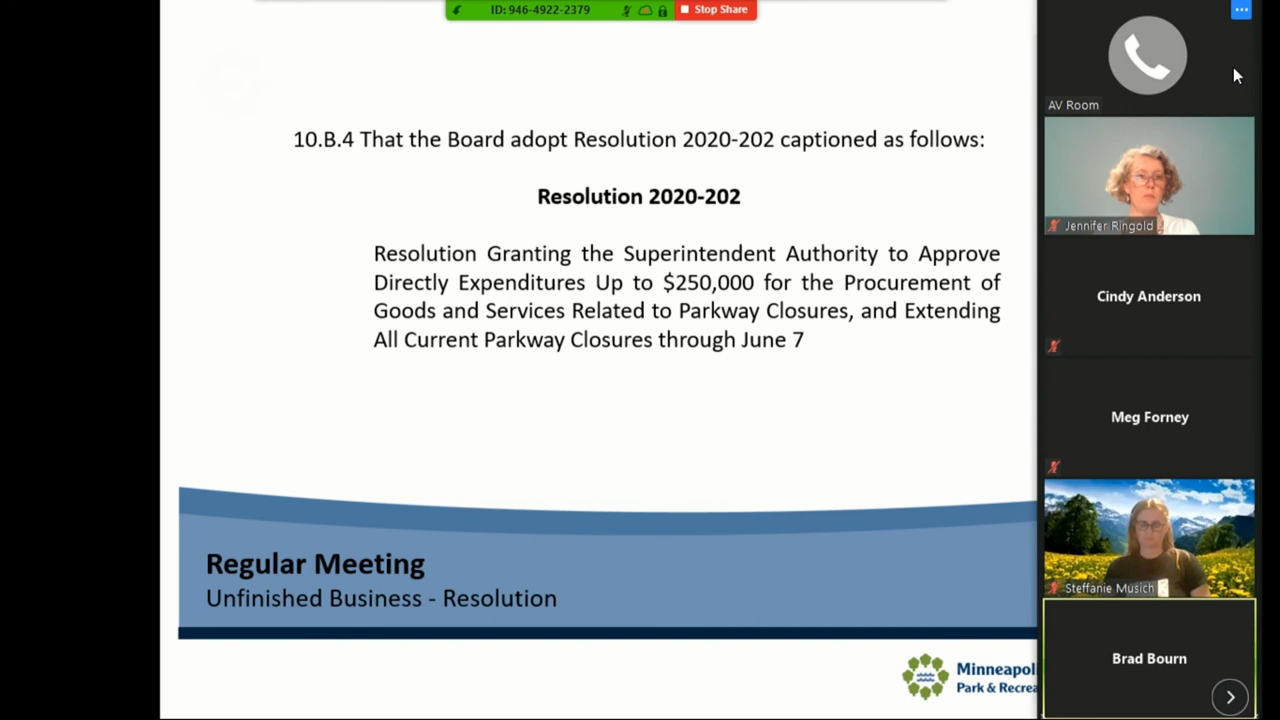 ID: 946-4922-2379
Stop Share
10.B.4 That the Board adopt Resolution 2020-202 captioned as follows:
Resolution 2020-202
Resolution Granting the Superintendent Authority to Approve
Directly Expenditures Up to $250,000 for the Procurement of
Goods and Services Related to Parkway Closures, and Extending
All Current Parkway Closures through June 7
Regular Meeting
Unfinished Business - Resolution
Minneapol
Park & Recrea
AV Room
Jennifer Ringold
Cindy Anderson
Meg Forney
Steffanie Musich
Brad Bourn